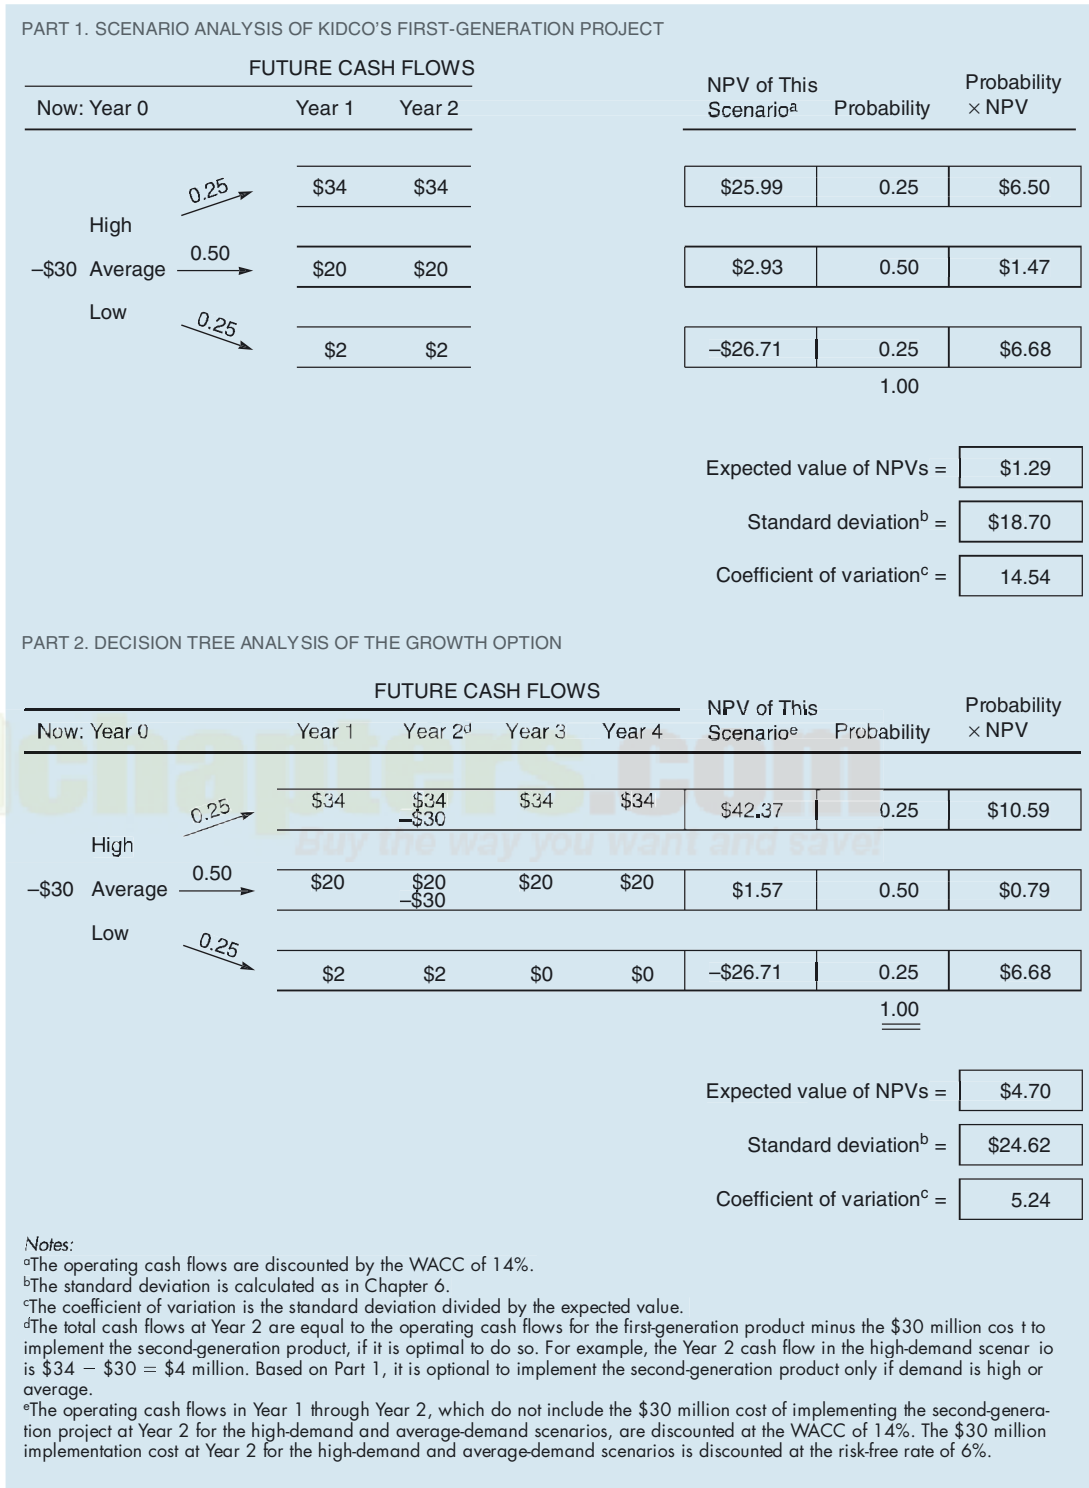 PART 1. SCENARIO ANALYSIS OF KIDCO'S FIRST-GENERATION PROJECT
FUTURE CASH FLOWS
Now: Year 0 Year 1 Year 2 NPV of This Scenarioᵃ Probability Probability × NPV
0.25 $34 $34 $25.99 0.25 $6.50
High
–$30 Average 0.50 $20 $20 $2.93 0.50 $1.47
Low
0.25 $2 $2 –$26.71 0.25 $6.68
1.00
Expected value of NPVs = $1.29
Standard deviationᵇ = $18.70
Coefficient of variationᶜ = 14.54
PART 2. DECISION TREE ANALYSIS OF THE GROWTH OPTION
FUTURE CASH FLOWS
Now: Year 0 Year 1 Year 2ᵈ Year 3 Year 4 NPV of This Scenarioᵉ Probability Probability × NPV
0.25 $34 $34 $34 $34 $42.37 0.25 $10.59
–$30
High
–$30 Average 0.50 $20 $20 $20 $20 $1.57 0.50 $0.79
–$30
Low
0.25 $2 $2 $0 $0 –$26.71 0.25 $6.68
1.00
Expected value of NPVs = $4.70
Standard deviationᵇ = $24.62
Coefficient of variationᶜ = 5.24
chapters.com
Buy the way you want and save!
Notes:
ᵃThe operating cash flows are discounted by the WACC of 14%.
ᵇThe standard deviation is calculated as in Chapter 6.
ᶜThe coefficient of variation is the standard deviation divided by the expected value.
ᵈThe total cash flows at Year 2 are equal to the operating cash flows for the first-generation product minus the $30 million cos t to
implement the second-generation product, if it is optimal to do so. For example, the Year 2 cash flow in the high-demand scenar io
is $34 − $30 = $4 million. Based on Part 1, it is optional to implement the second-generation product only if demand is high or
average.
ᵉThe operating cash flows in Year 1 through Year 2, which do not include the $30 million cost of implementing the second-genera-
tion project at Year 2 for the high-demand and average-demand scenarios, are discounted at the WACC of 14%. The $30 million
implementation cost at Year 2 for the high-demand and average-demand scenarios is discounted at the risk-free rate of 6%.